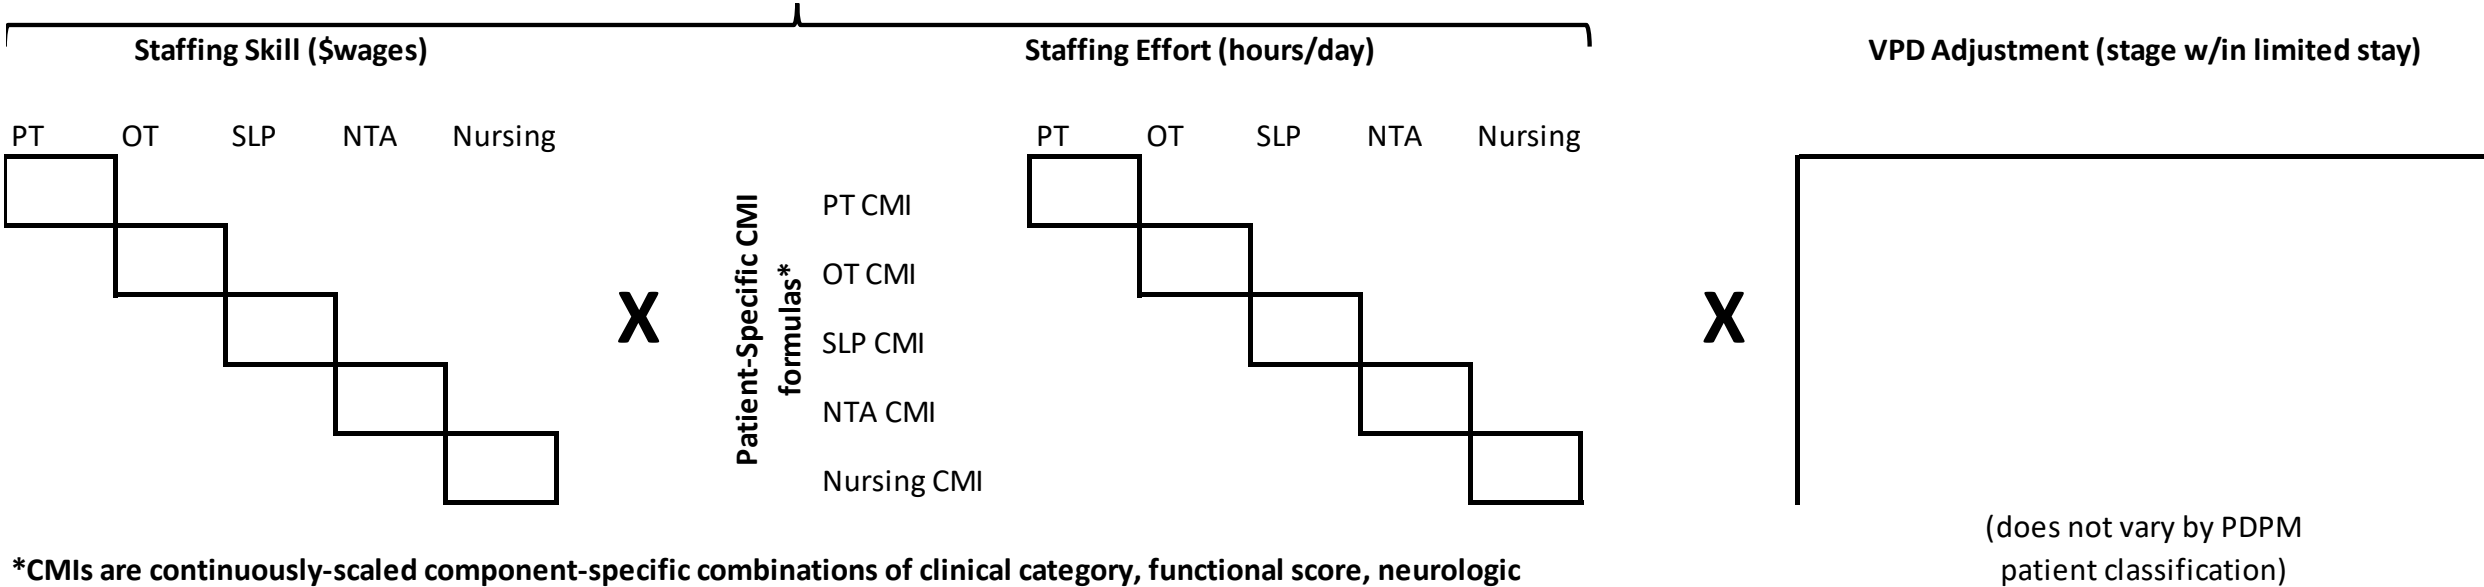 Staffing Skill ($wages)
Staffing Effort (hours/day)
VPD Adjustment (stage w/in limited stay)
PT OT SLP NTA Nursing
PT OT SLP NTA Nursing
X
Patient-Specific CMI
formulas*
PT CMI
OT CMI
SLP CMI
NTA CMI
Nursing CMI
X
(does not vary by PDPM
patient classification)
*CMIs are continuously-scaled component-specific combinations of clinical category, functional score, neurologic